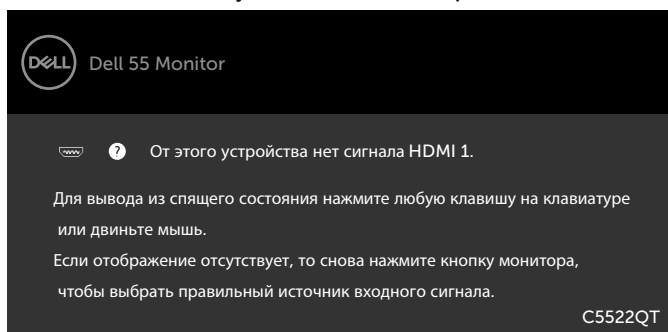 DELL
Dell 55 Monitor
? От этого устройства нет сигнала HDMI 1.
Для вывода из спящего состояния нажмите любую клавишу на клавиатуре
или двиньте мышь.
Если отображение отсутствует, то снова нажмите кнопку монитора,
чтобы выбрать правильный источник входного сигнала.
C5522QT